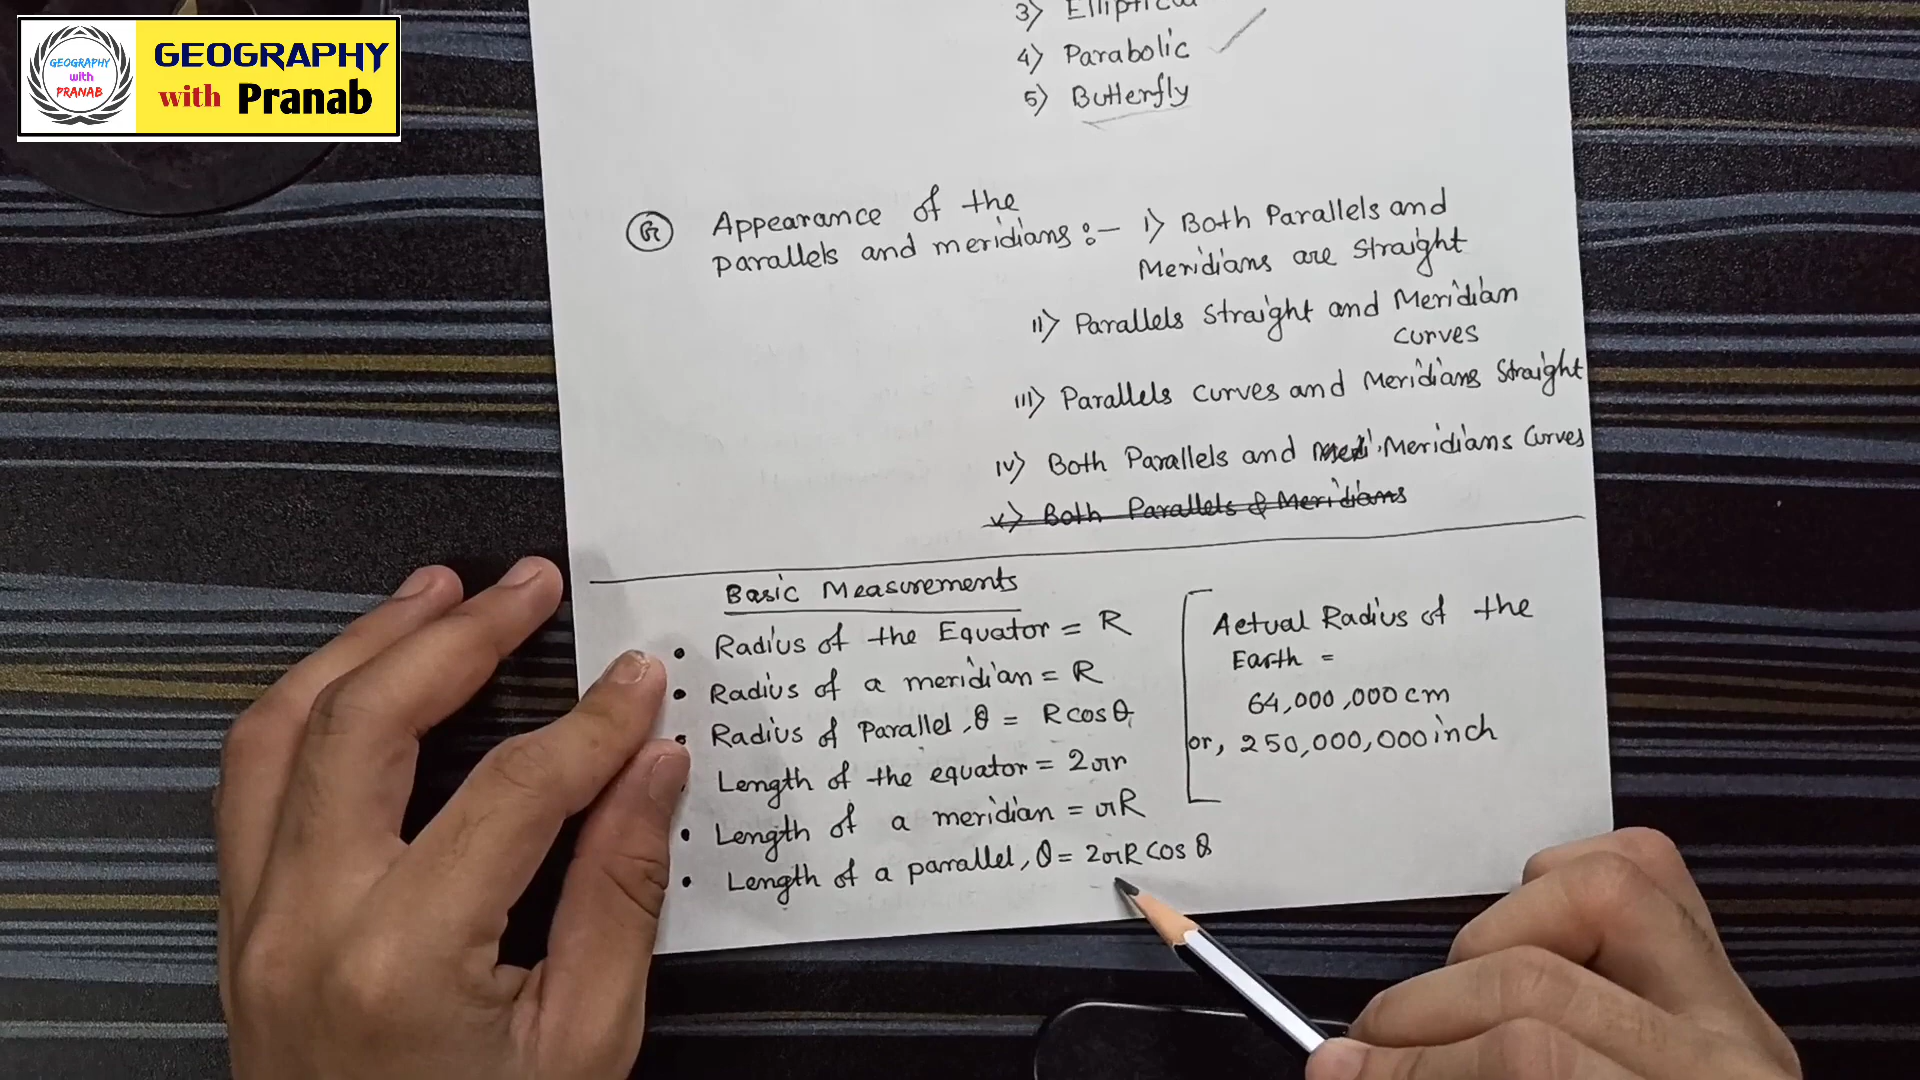 GEOGRAPHY
with
PRANAB
GEOGRAPHY
with Pranab
3) Elliptical
4) Parabolic
5) Butterfly
G Appearance of the
parallels and meridians :- i) Both Parallels and
Meridians are Straight
ii) Parallels Straight and Meridian
curves
iii) Parallels curves and Meridians Straight
iv) Both Parallels and Meridians Curves
v) Both Parallels & Meridians
Basic Measurements
• Radius of the Equator = R
• Radius of a meridian = R
• Radius of Parallel, θ = R cos θ
Length of the equator = 2πr
• Length of a meridian = πR
• Length of a parallel, θ = 2πR cos θ
Actual Radius of the
Earth =
64,000,000 cm
or, 250,000,000 inch